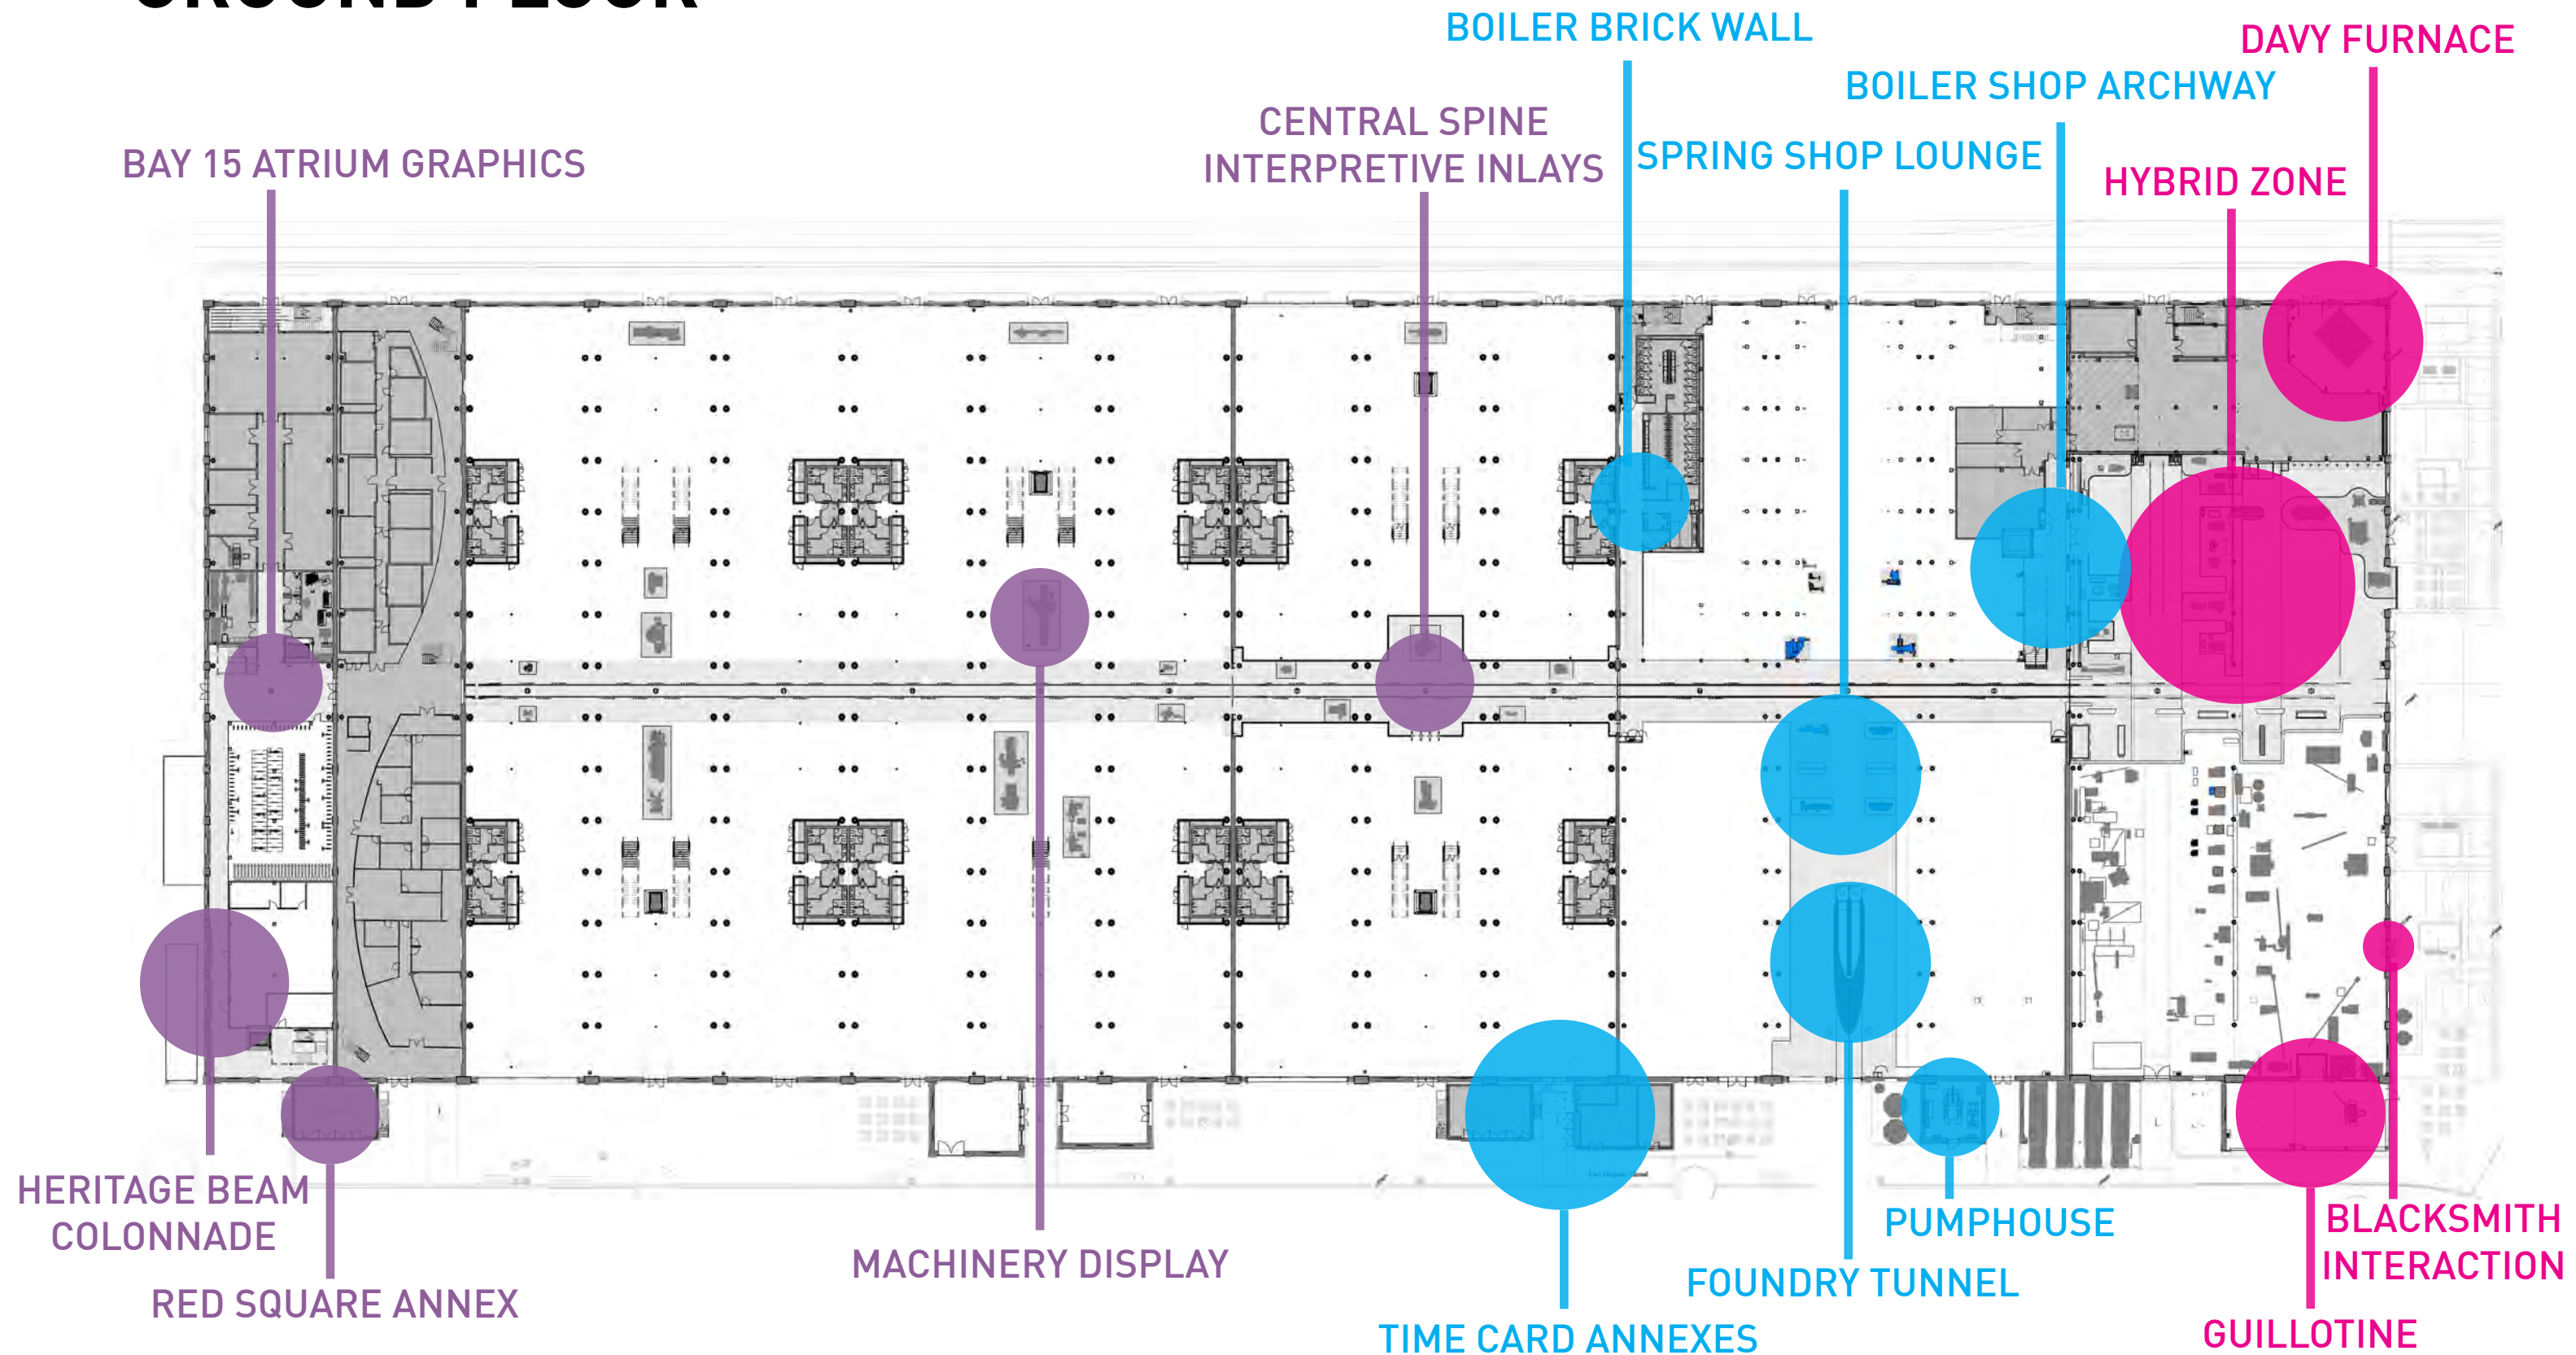 GROUND FLOOR
BOILER BRICK WALL
DAVY FURNACE
BOILER SHOP ARCHWAY
CENTRAL SPINE
INTERPRETIVE INLAYS
SPRING SHOP LOUNGE
BAY 15 ATRIUM GRAPHICS
HYBRID ZONE
HERITAGE BEAM
COLONNADE
RED SQUARE ANNEX
MACHINERY DISPLAY
TIME CARD ANNEXES
FOUNDRY TUNNEL
PUMPHOUSE
BLACKSMITH
INTERACTION
GUILLOTINE